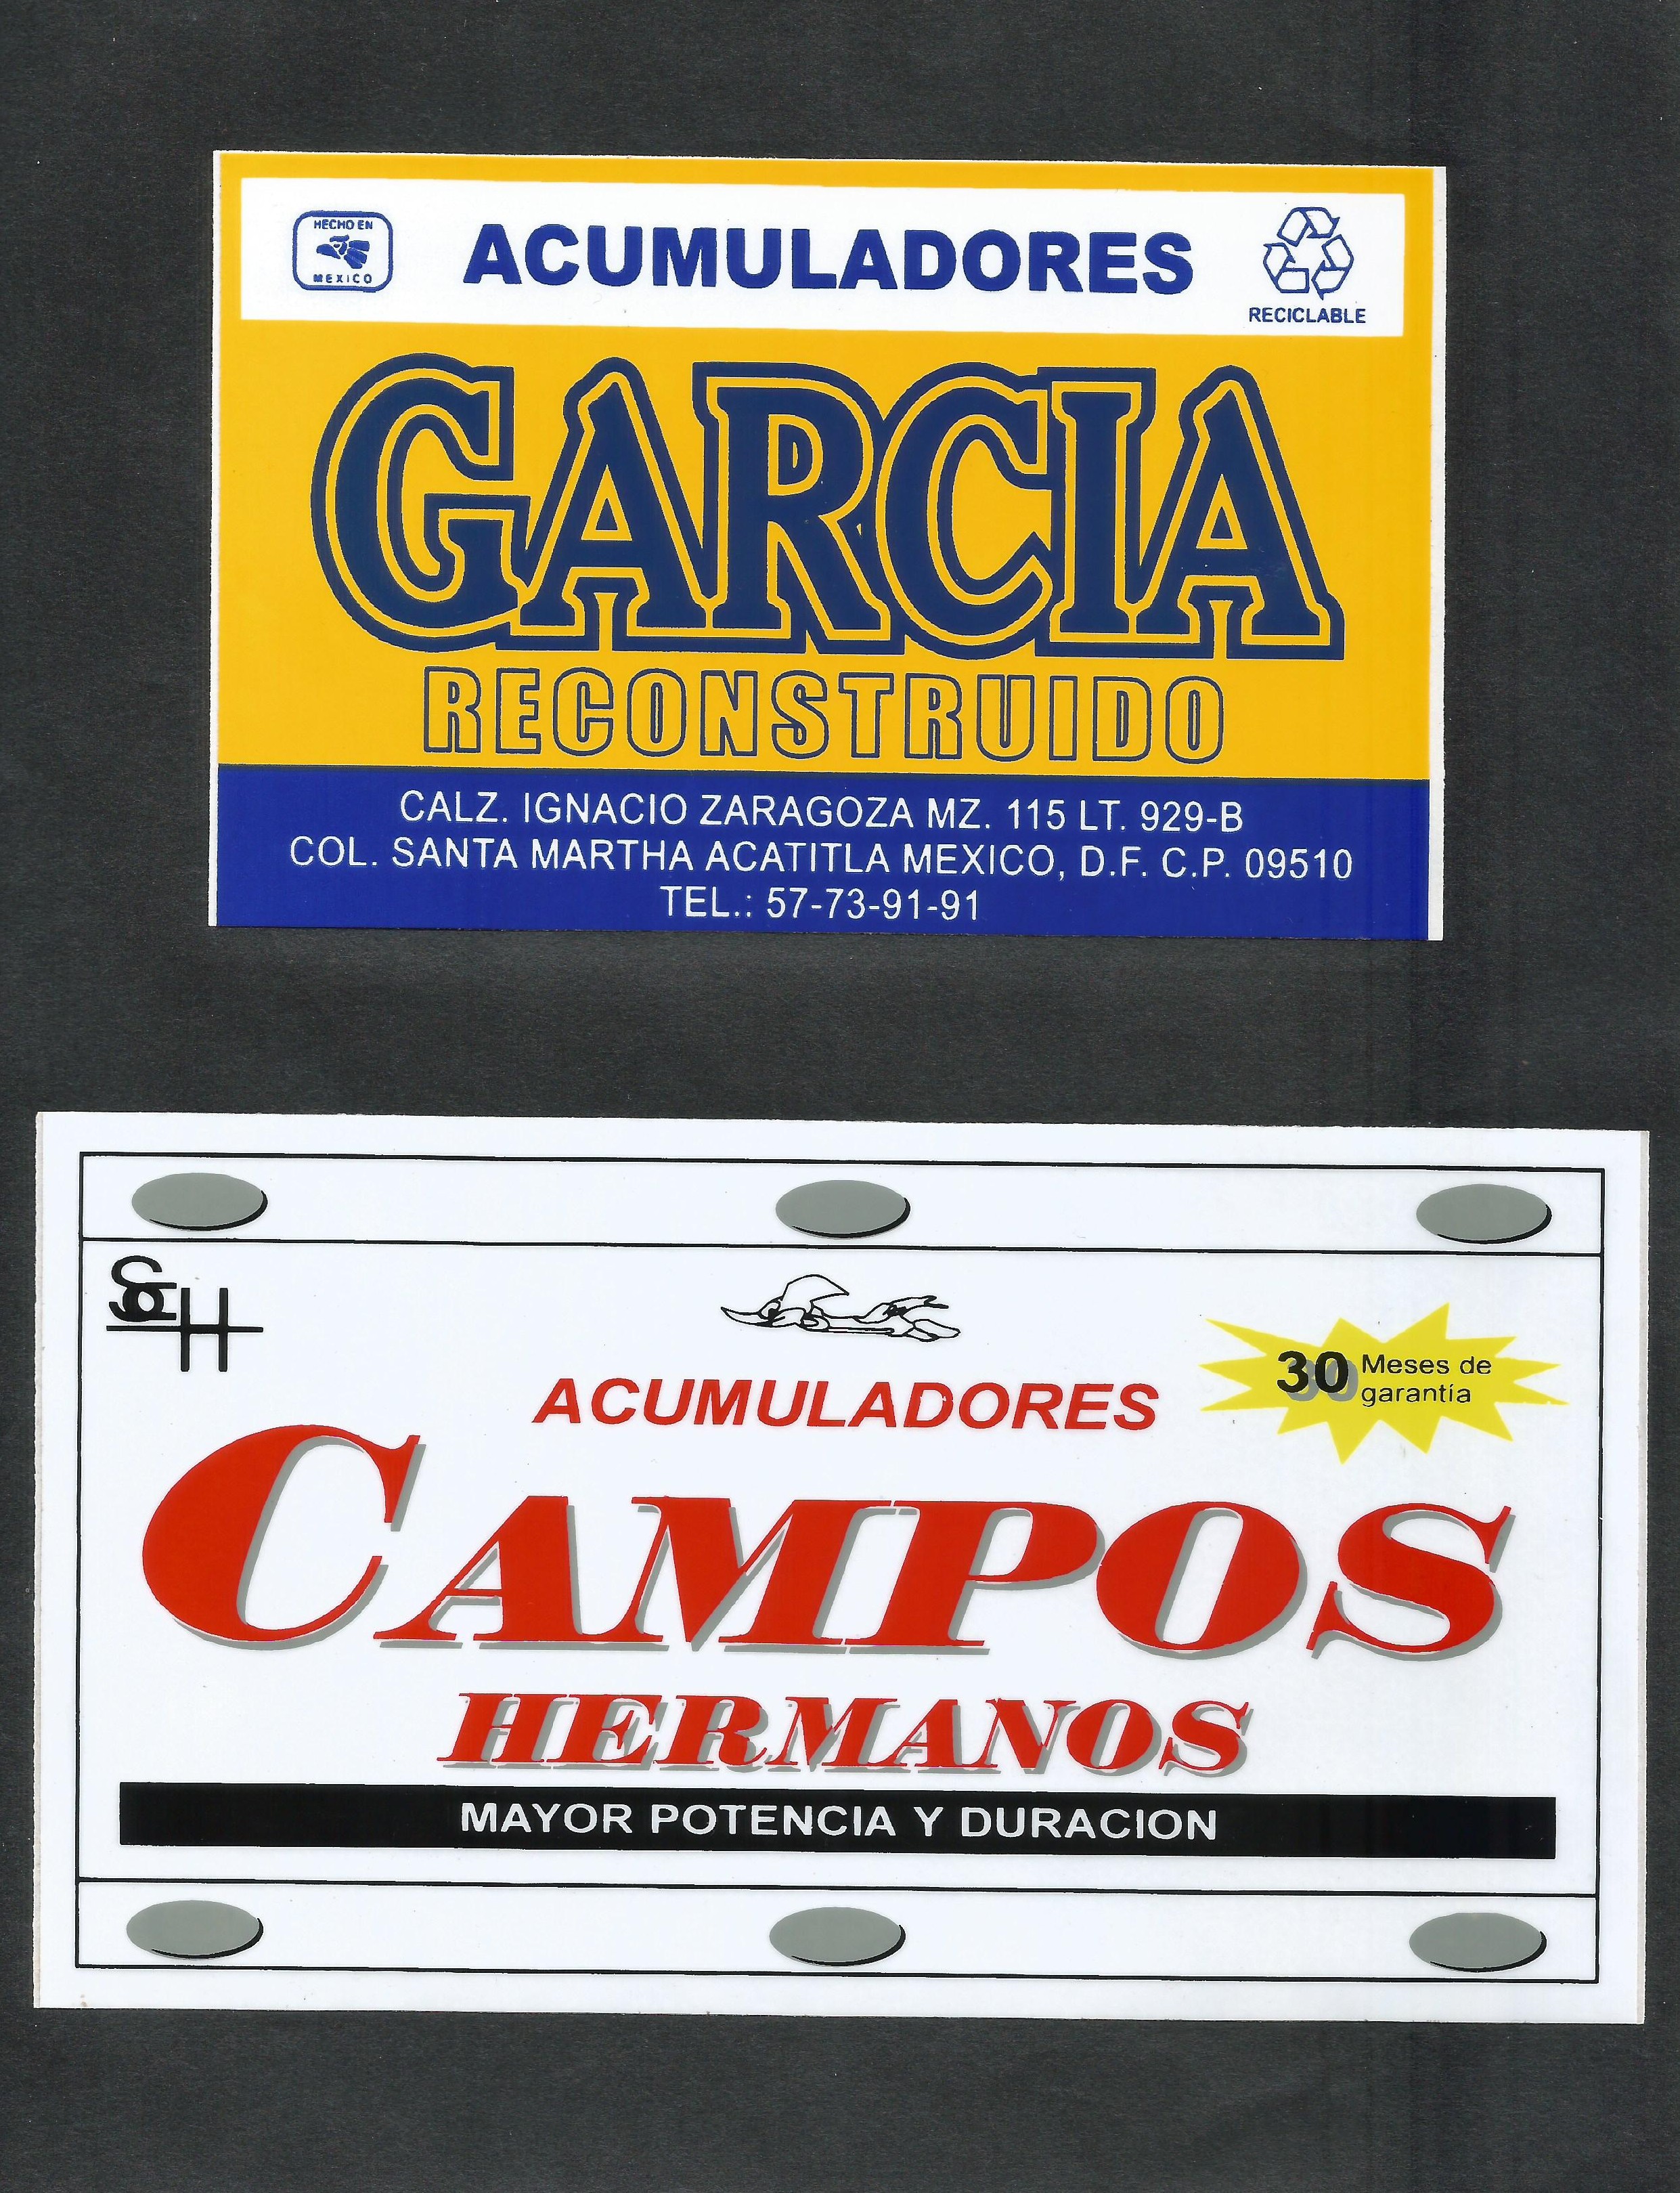 HECHO EN
MEXICO
ACUMULADORES
RECICLABLE
GARCIA
RECONSTRUIDO
CALZ. IGNACIO ZARAGOZA MZ. 115 LT. 929-B
COL. SANTA MARTHA ACATITLA MEXICO, D.F. C.P. 09510
TEL.: 57-73-91-91
ACUMULADORES
30 Meses de
garantía
CAMPOS
HERMANOS
MAYOR POTENCIA Y DURACION